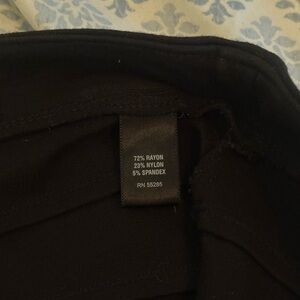 72% RAYON
23% NYLON
5% SPANDEX
RN 55285